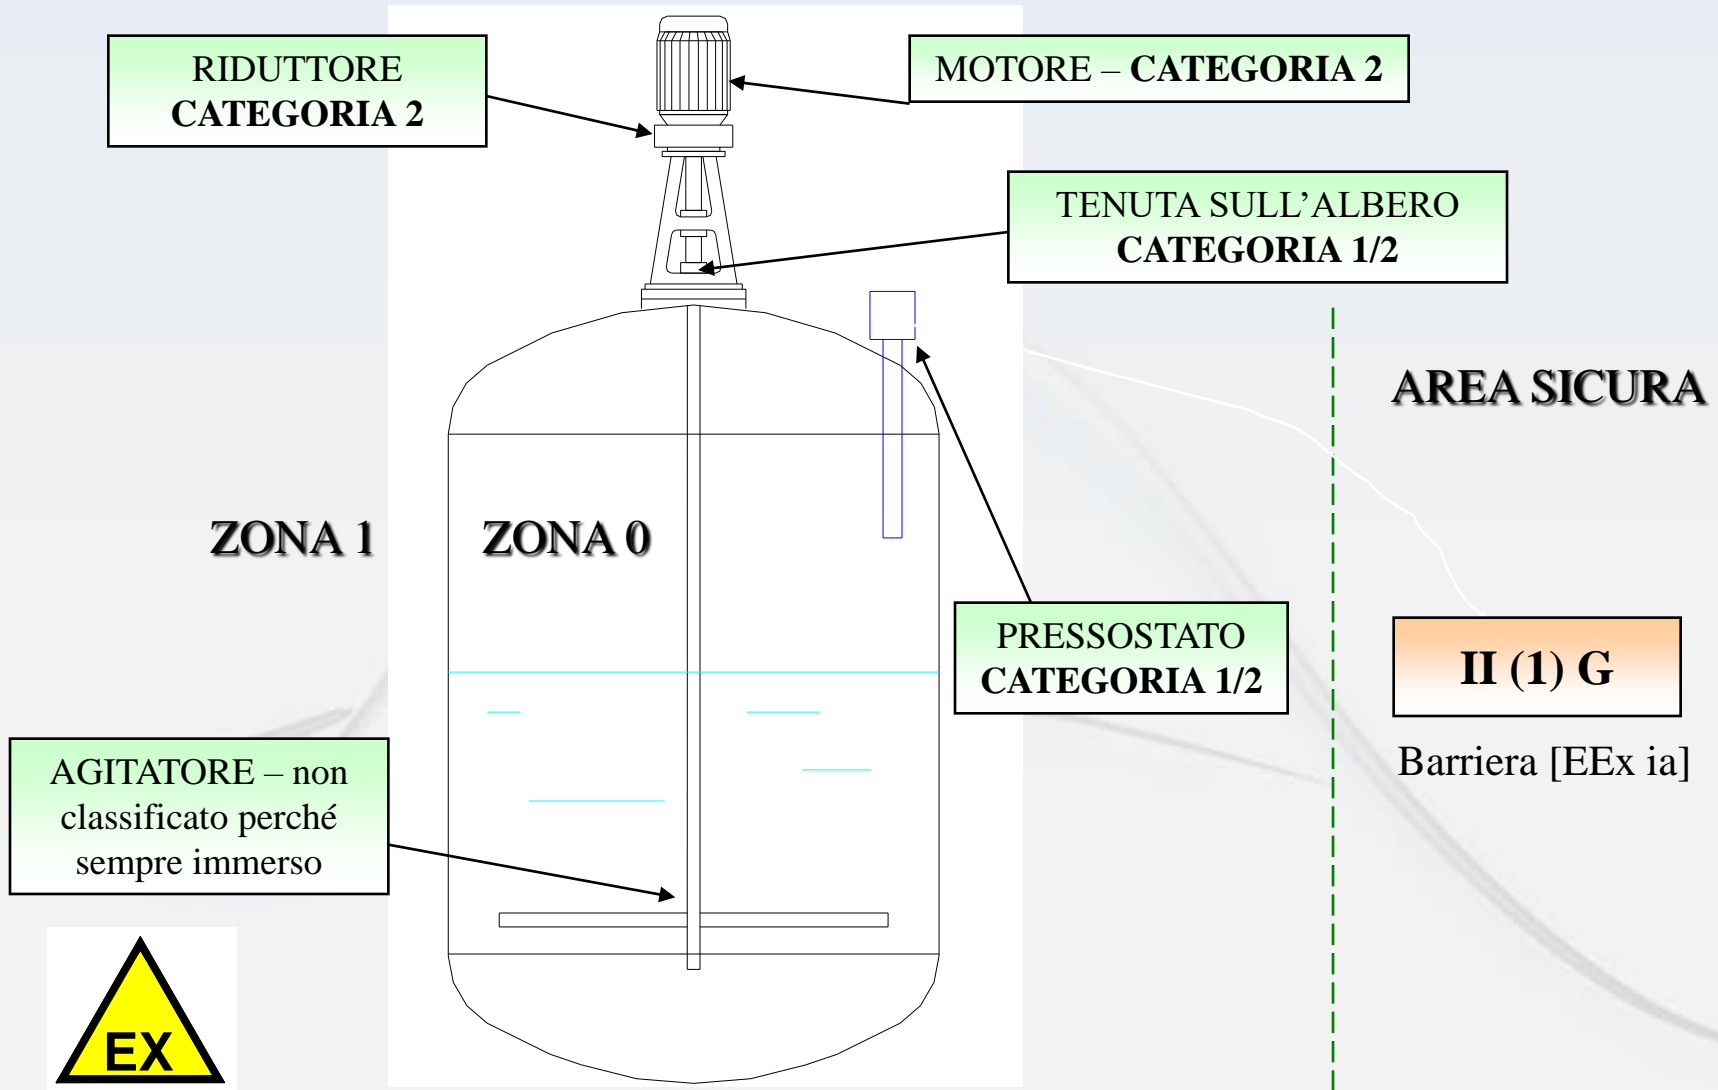 RIDUTTORE
CATEGORIA 2
MOTORE – CATEGORIA 2
TENUTA SULL’ALBERO
CATEGORIA 1/2
AREA SICURA
ZONA 1
ZONA 0
PRESSOSTATO
CATEGORIA 1/2
II (1) G
Barriera [EEx ia]
AGITATORE – non
classificato perché
sempre immerso
EX